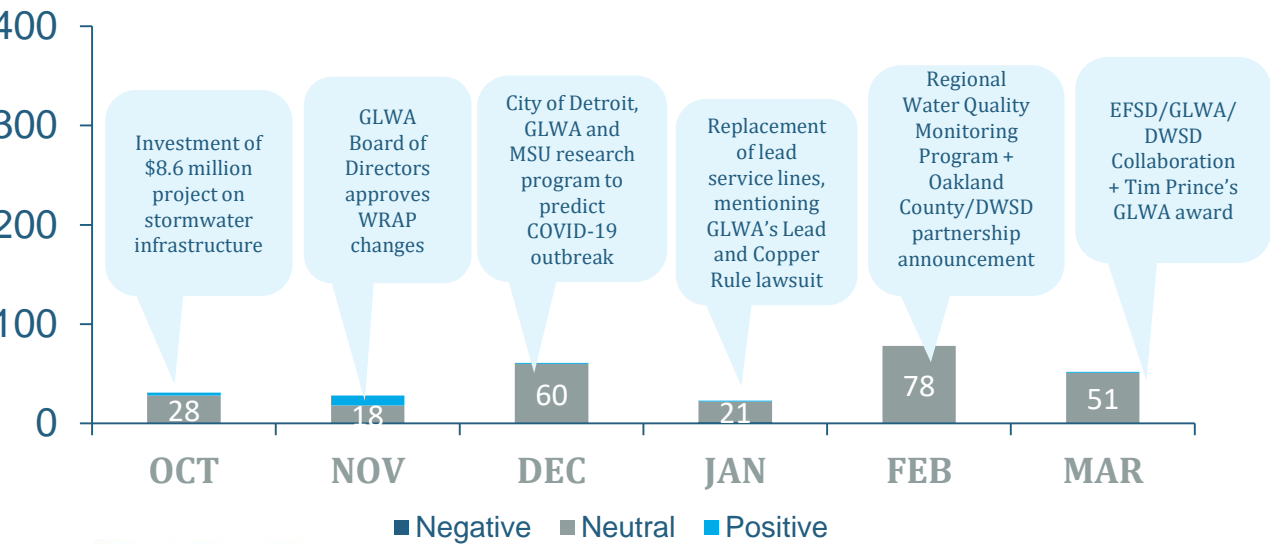 400
300
200
100
0
Investment of
$8.6 million
project on
stormwater
infrastructure
GLWA
Board of
Directors
approves
WRAP
changes
City of Detroit,
GLWA and
MSU research
program to
predict
COVID-19
outbreak
Replacement
of lead
service lines,
mentioning
GLWA's Lead
and Copper
Rule lawsuit
Regional
Water Quality
Monitoring
Program +
Oakland
County/DWSD
partnership
announcement
EFSD/GLWA/
DWSD
Collaboration
+ Tim Prince's
GLWA award
28
18
60
21
78
51
OCT
NOV
DEC
JAN
FEB
MAR
Negative
Neutral
Positive